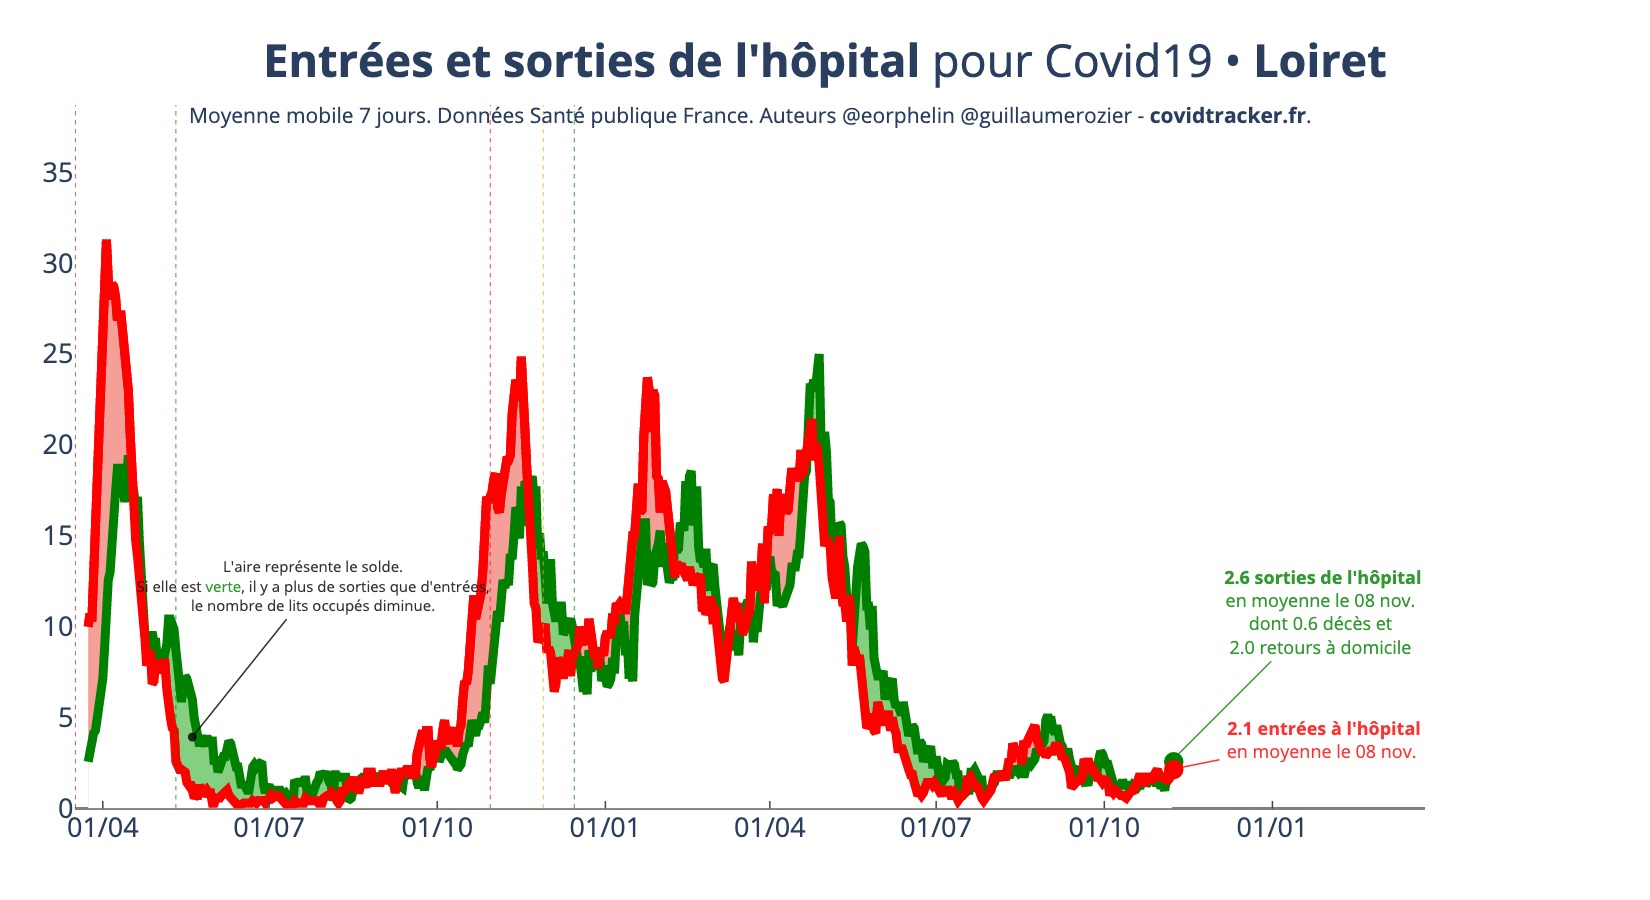 Entrées et sorties de l'hôpital pour Covid19 • Loiret
Moyenne mobile 7 jours. Données Santé publique France. Auteurs @eorphelin @guillaumerozier - covidtracker.fr.
35
30
25
20
15
10
5
0
L'aire représente le solde.
Si elle est verte, il y a plus de sorties que d'entrées,
le nombre de lits occupés diminue.
2.6 sorties de l'hôpital
en moyenne le 08 nov.
dont 0.6 décès et
2.0 retours à domicile
2.1 entrées à l'hôpital
en moyenne le 08 nov.
01/04 01/07 01/10 01/01 01/04 01/07 01/10 01/01